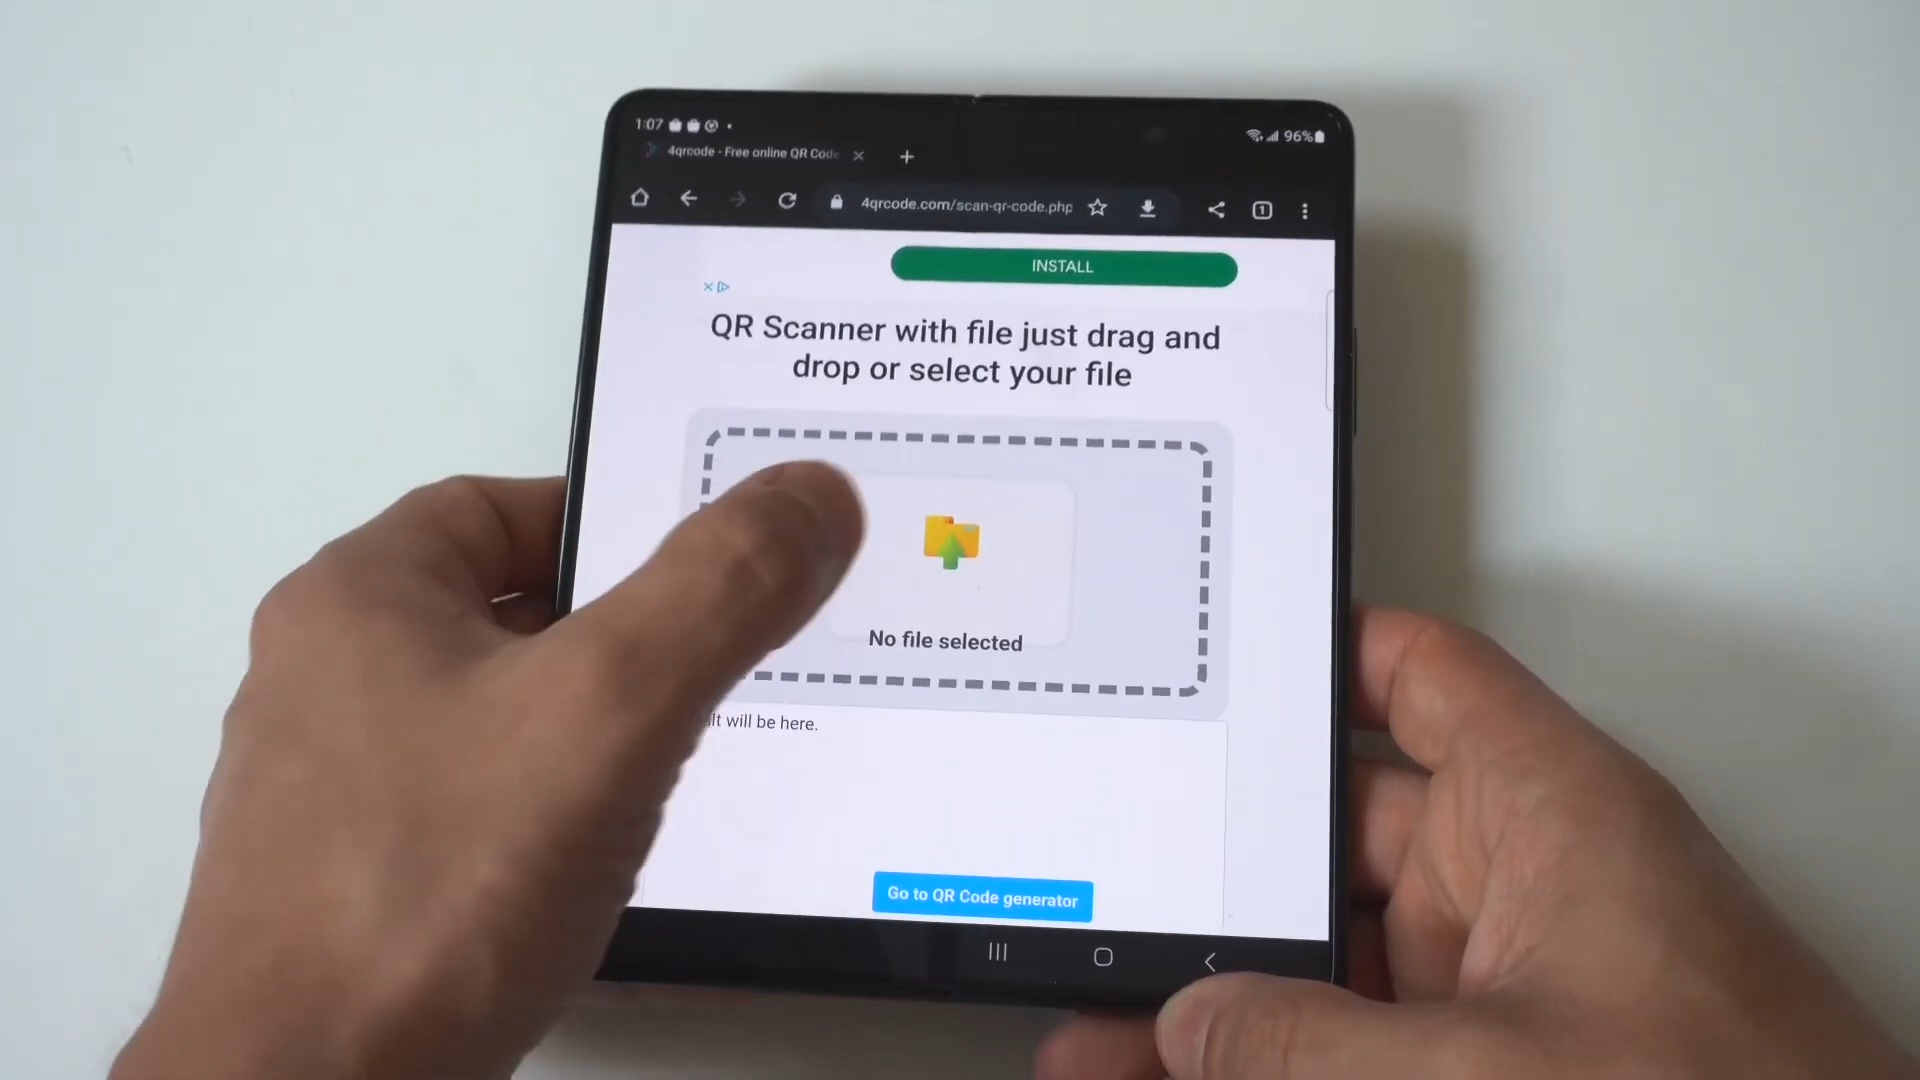 1:07
96%
4qrcode - Free online QR Code
4qrcode.com/scan-qr-code.php
1
INSTALL
QR Scanner with file just drag and
drop or select your file
No file selected
lt will be here.
Go to QR Code generator